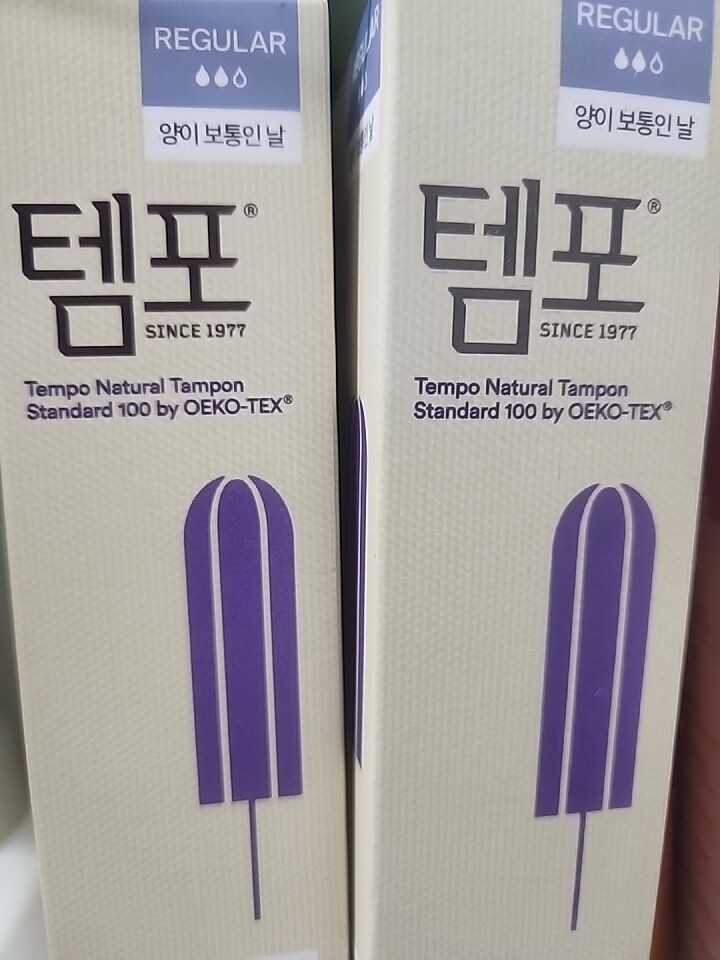 REGULAR
양이 보통인 날
템포®
SINCE 1977
Tempo Natural Tampon
Standard 100 by OEKO-TEX®
REGULAR
양이 보통인 날
템포®
SINCE 1977
Tempo Natural Tampon
Standard 100 by OEKO-TEX®